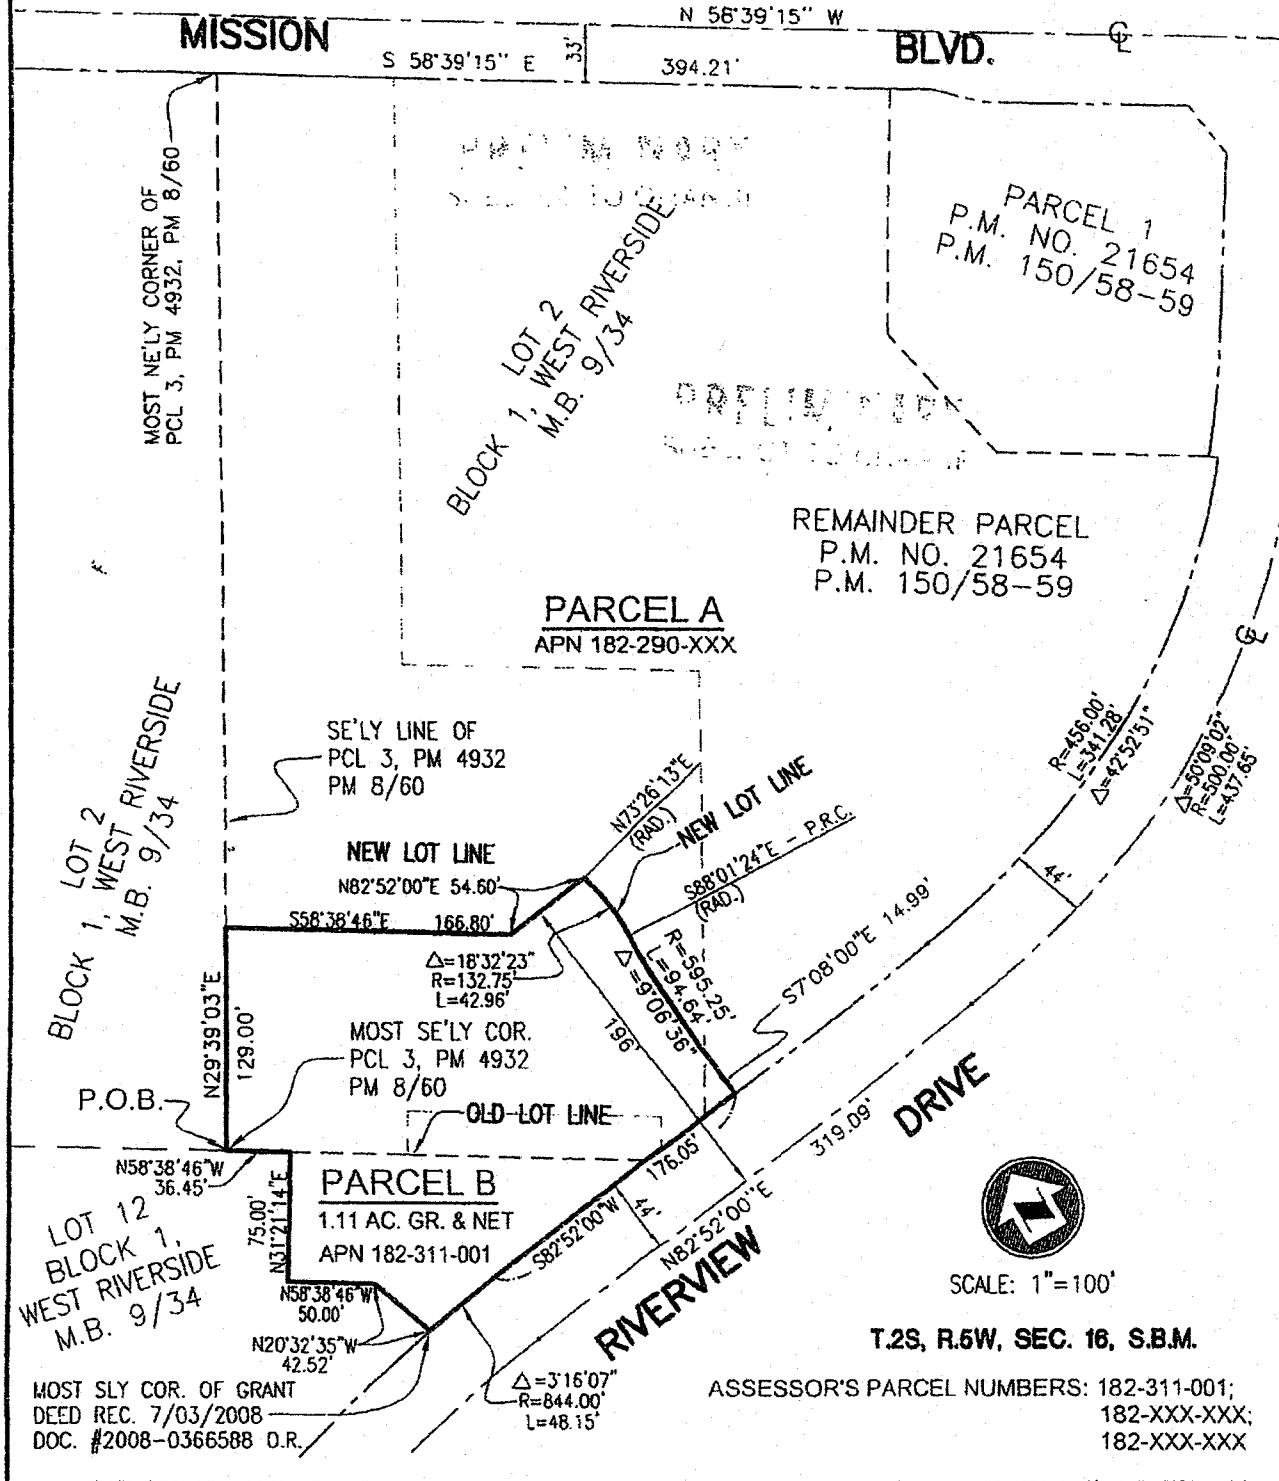 N 58°39'15" W
MISSION
BLVD.
S 58°39'15" E
33'
394.21'
MOST NE'LY CORNER OF
PCL 3, PM 4932, PM 8/60
PARCEL 1
P.M. NO. 21654
P.M. 150/58-59
LOT 2
BLOCK 1, WEST RIVERSIDE
M.B. 9/34
REMAINDER PARCEL
P.M. NO. 21654
P.M. 150/58-59
PARCEL A
APN 182-290-XXX
LOT 2
BLOCK 1, WEST RIVERSIDE
M.B. 9/34
SE'LY LINE OF
PCL 3, PM 4932
PM 8/60
R=456.00'
L=341.28'
Δ=42°52'51"
Δ=50°09'02"
R=500.00'
L=437.65'
N73°26'13"E
(RAD.)
NEW LOT LINE
NEW LOT LINE
N82°52'00"E 54.60'
S88°01'24"E - P.R.C.
(RAD.)
S58°38'46"E 166.80'
Δ=18°32'23"
R=132.75'
L=42.96'
R=595.25'
L=94.64'
Δ=9°06'36"
S7°08'00"E 14.99'
44'
196'
N29°39'03"E
129.00'
MOST SE'LY COR.
PCL 3, PM 4932
PM 8/60
P.O.B.
OLD LOT LINE
N58°38'46"W
36.45'
PARCEL B
1.11 AC. GR. & NET
APN 182-311-001
75.00'
N31°21'14"E
176.05'
S82°52'00"W
44'
N82°52'00"E
319.09'
RIVERVIEW
DRIVE
LOT 12
BLOCK 1,
WEST RIVERSIDE
M.B. 9/34
N58°38'46"W
50.00'
N20°32'35"W
42.52'
Δ=3°16'07"
R=844.00'
L=48.15'
MOST SLY COR. OF GRANT
DEED REC. 7/03/2008
DOC. #2008-0366588 O.R.
SCALE: 1"=100'
T.2S, R.5W, SEC. 16, S.B.M.
ASSESSOR'S PARCEL NUMBERS: 182-311-001;
182-XXX-XXX;
182-XXX-XXX